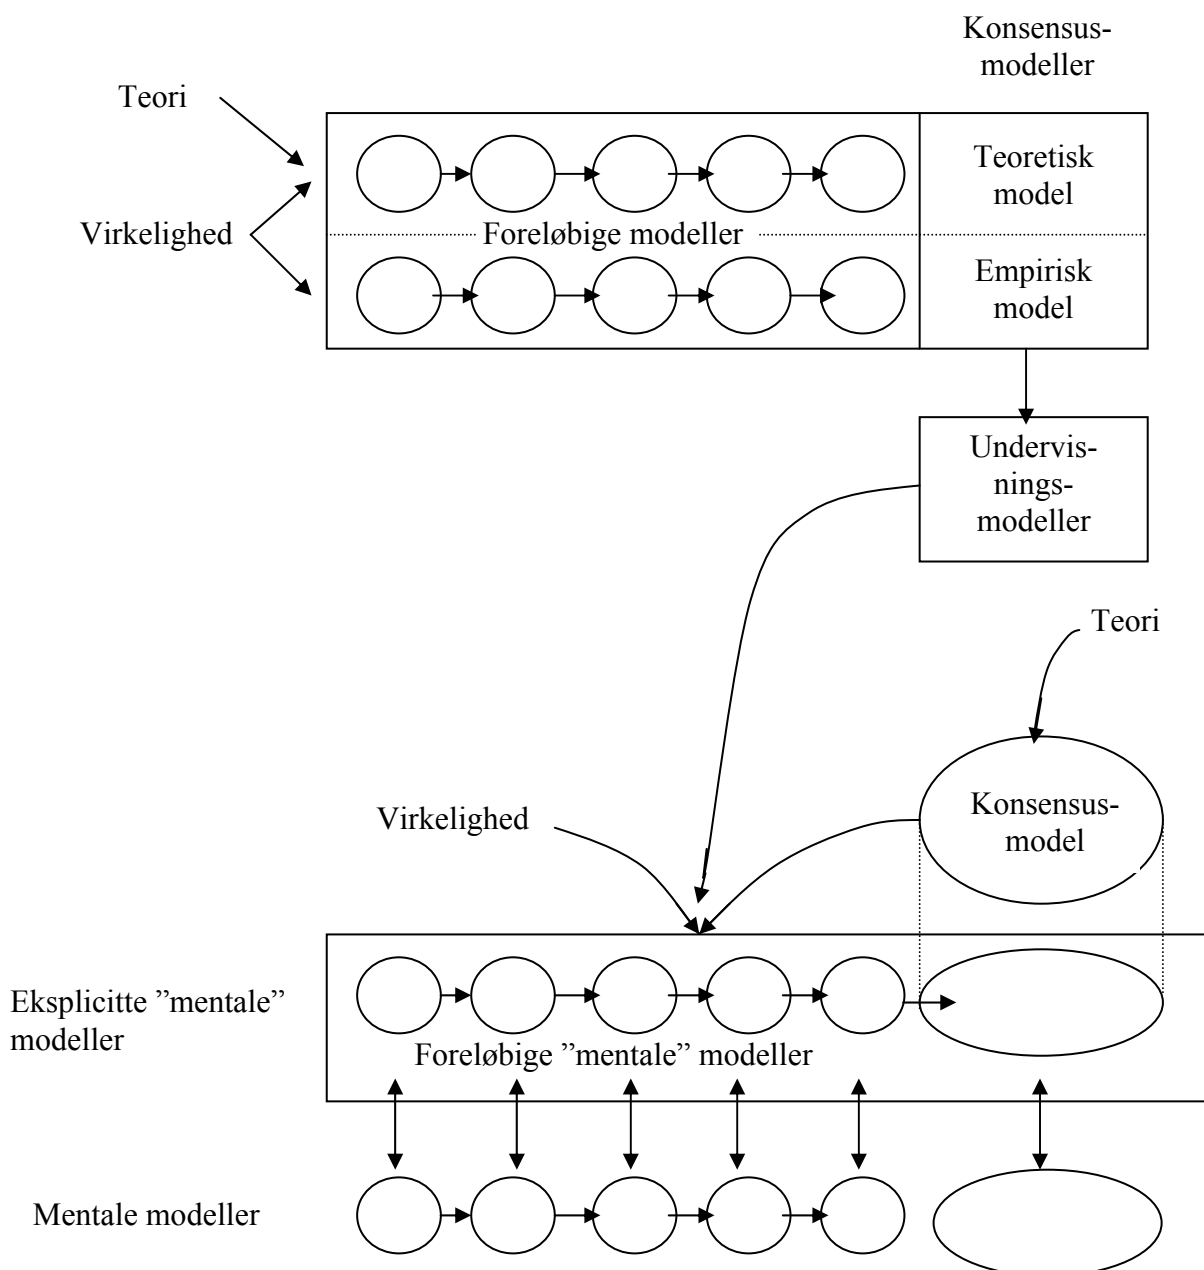 Konsensus-
modeller
Teori
Teoretisk
model
Virkelighed
Foreløbige modeller
Empirisk
model
Undervis-
nings-
modeller
Teori
Virkelighed
Konsensus-
model
Eksplicitte ”mentale”
modeller
Foreløbige ”mentale” modeller
Mentale modeller